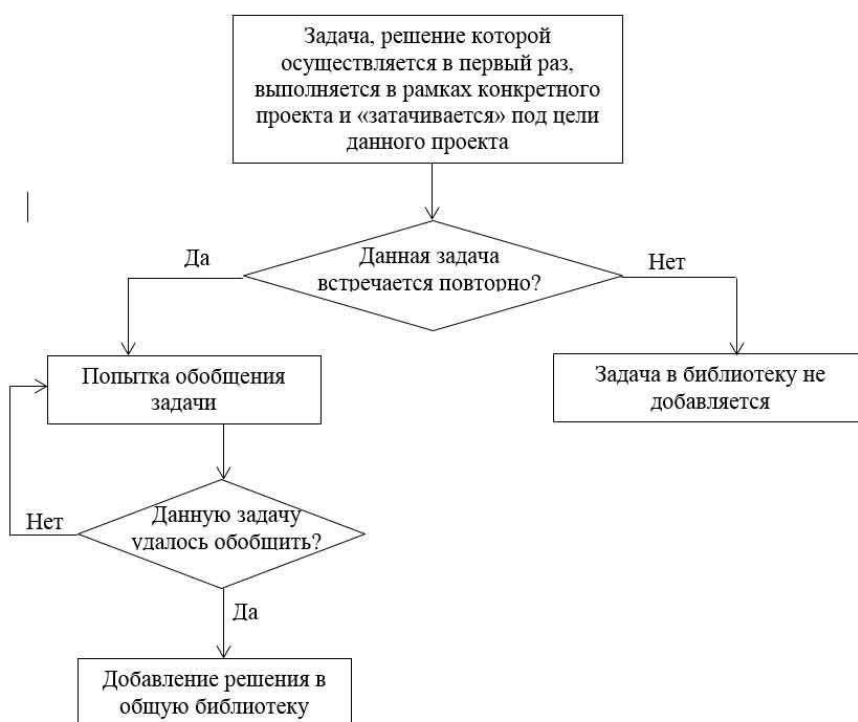 Задача, решение которой
осуществляется в первый раз,
выполняется в рамках конкретного
проекта и «затачивается» под цели
данного проекта
Да
Данная задача
встречается повторно?
Нет
Попытка обобщения
задачи
Задача в библиотеку не
добавляется
Нет
Данную задачу
удалось обобщить?
Да
Добавление решения в
общую библиотеку